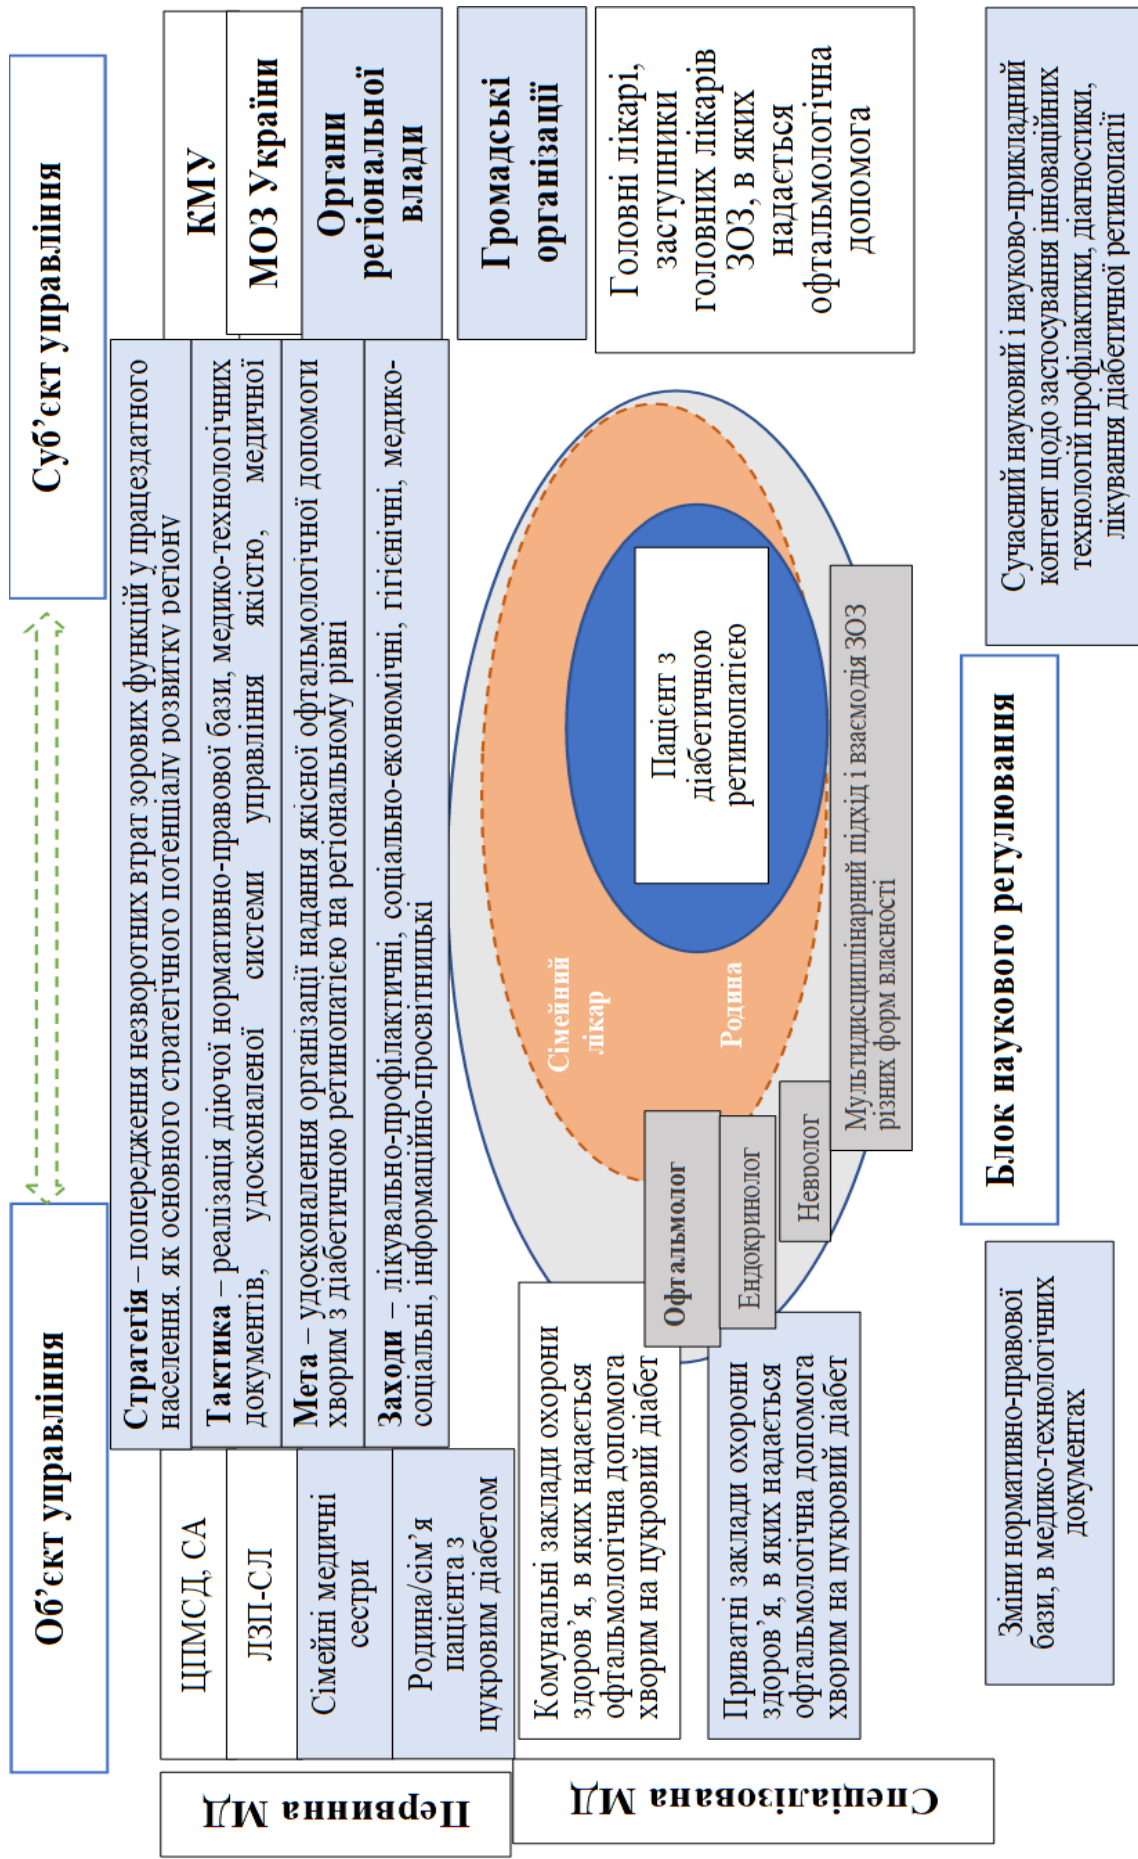 Об’єкт управління
Суб’єкт управління
Первинна МД
ЦПМСД, СА
ЛЗП-СЛ
Сімейні медичні
сестри
Родина/сім’я
пацієнта з
цукровим діабетом
Стратегія – попередження незворотних втрат зорових функцій у працездатного
населення, як основного стратегічного потенціалу розвитку регіону
Тактика – реалізація діючої нормативно-правової бази, медико-технологічних
документів, удосконаленої системи управління якістю, медичної
Мета – удосконалення організації надання якісної офтальмологічної допомоги
хворим з діабетичною ретинопатією на регіональному рівні
Заходи – лікувально-профілактичні, соціально-економічні, гігієнічні, медико-
соціальні, інформаційно-просвітницькі
КМУ
МОЗ України
Органи
регіональної
влади
Громадські
організації
Головні лікарі,
заступники
головних лікарів
ЗОЗ, в яких
надається
офтальмологічна
допомога
Спеціалізована МД
Комунальні заклади охорони
здоров’я, в яких надається
офтальмологічна допомога
хворим на цукровий діабет
Приватні заклади охорони
здоров’я, в яких надається
офтальмологічна допомога
хворим на цукровий діабет
Офтальмолог
Ендокринолог
Невролог
Сімейний
лікар
Родина
Пацієнт з
діабетичною
ретинопатією
Мультидисциплінарний підхід і взаємодія ЗОЗ
різних форм власності
Блок наукового регулювання
Зміни нормативно-правової
бази, в медико-технологічних
документах
Сучасний науковий і науково-прикладний
контент щодо застосування інноваційних
технологій профілактики, діагностики,
лікування діабетичної ретинопатії